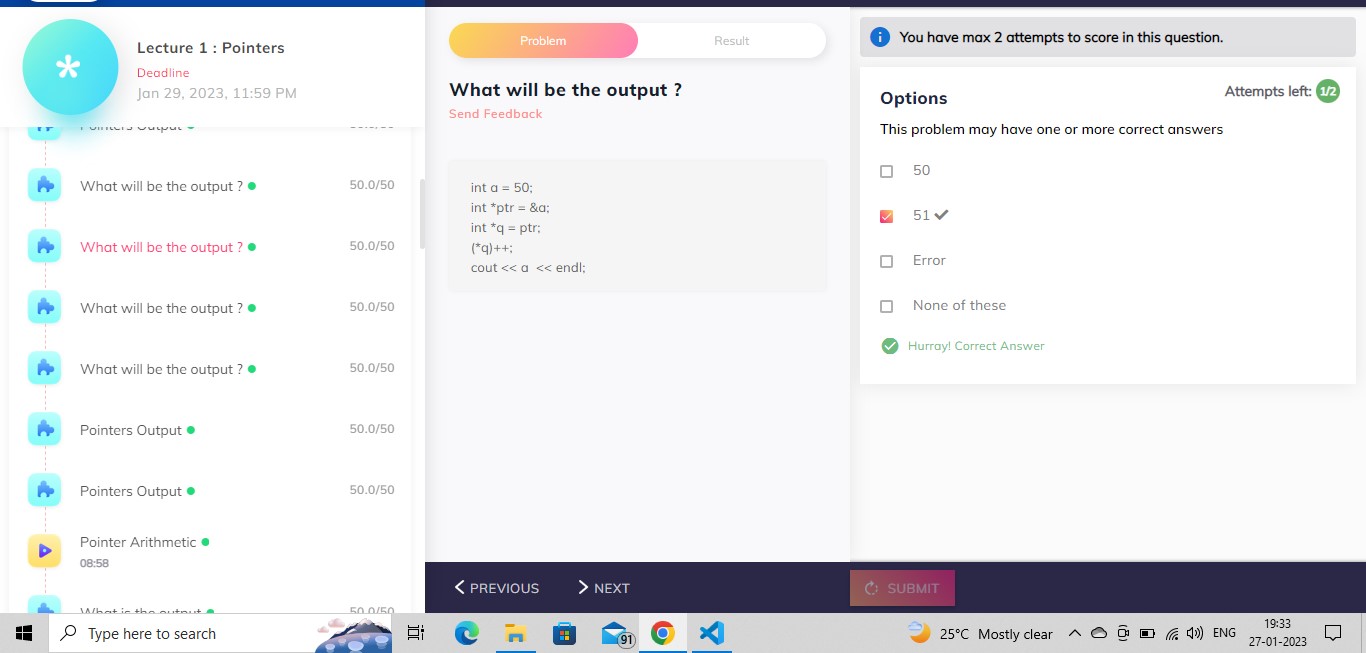 Lecture 1 : Pointers
Deadline
Jan 29, 2023, 11:59 PM
Pointers Output
50.0/50
What will be the output ?
50.0/50
What will be the output ?
50.0/50
What will be the output ?
50.0/50
What will be the output ?
50.0/50
Pointers Output
50.0/50
Pointers Output
50.0/50
Pointer Arithmetic
08:58
What is the output
50.0/50
Problem
Result
What will be the output ?
Send Feedback
int a = 50;
int *ptr = &a;
int *q = ptr;
(*q)++;
cout << a  << endl;
PREVIOUS
NEXT
You have max 2 attempts to score in this question.
Options
Attempts left: 1/2
This problem may have one or more correct answers
50
51
Error
None of these
Hurray! Correct Answer
SUBMIT
Type here to search
91
25°C Mostly clear
ENG
19:33
27-01-2023